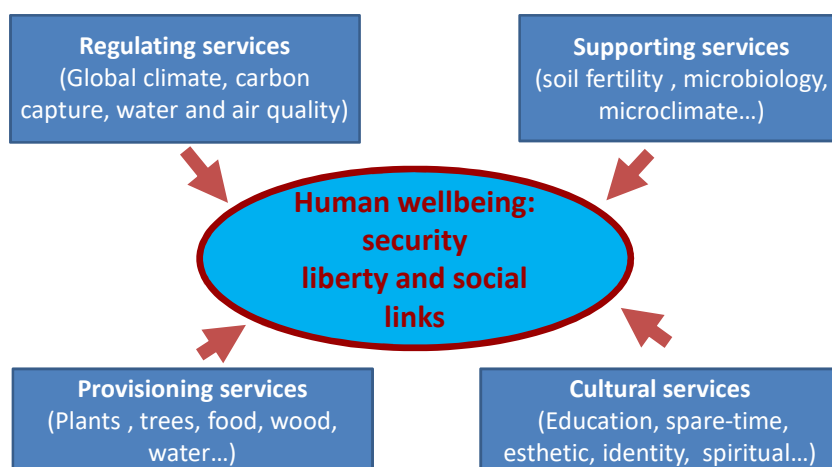 Regulating services
(Global climate, carbon
capture, water and air quality)
Supporting services
(soil fertility , microbiology,
microclimate…)
Human wellbeing:
security
liberty and social
links
Provisioning services
(Plants , trees, food, wood,
water…)
Cultural services
(Education, spare-time,
esthetic, identity,  spiritual…)